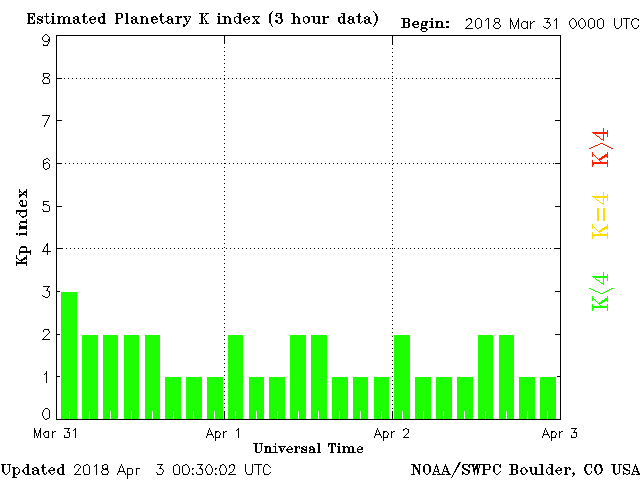 Estimated Planetary K index (3 hour data) Begin: 2018 Mar 31 0000 UTC
9
8
7
6
5
4
3
2
1
0
Kp index
K>4
K=4
K<4
Mar 31 Apr 1 Apr 2 Apr 3
Universal Time
Updated 2018 Apr 3 00:30:02 UTC NOAA/SWPC Boulder, CO USA